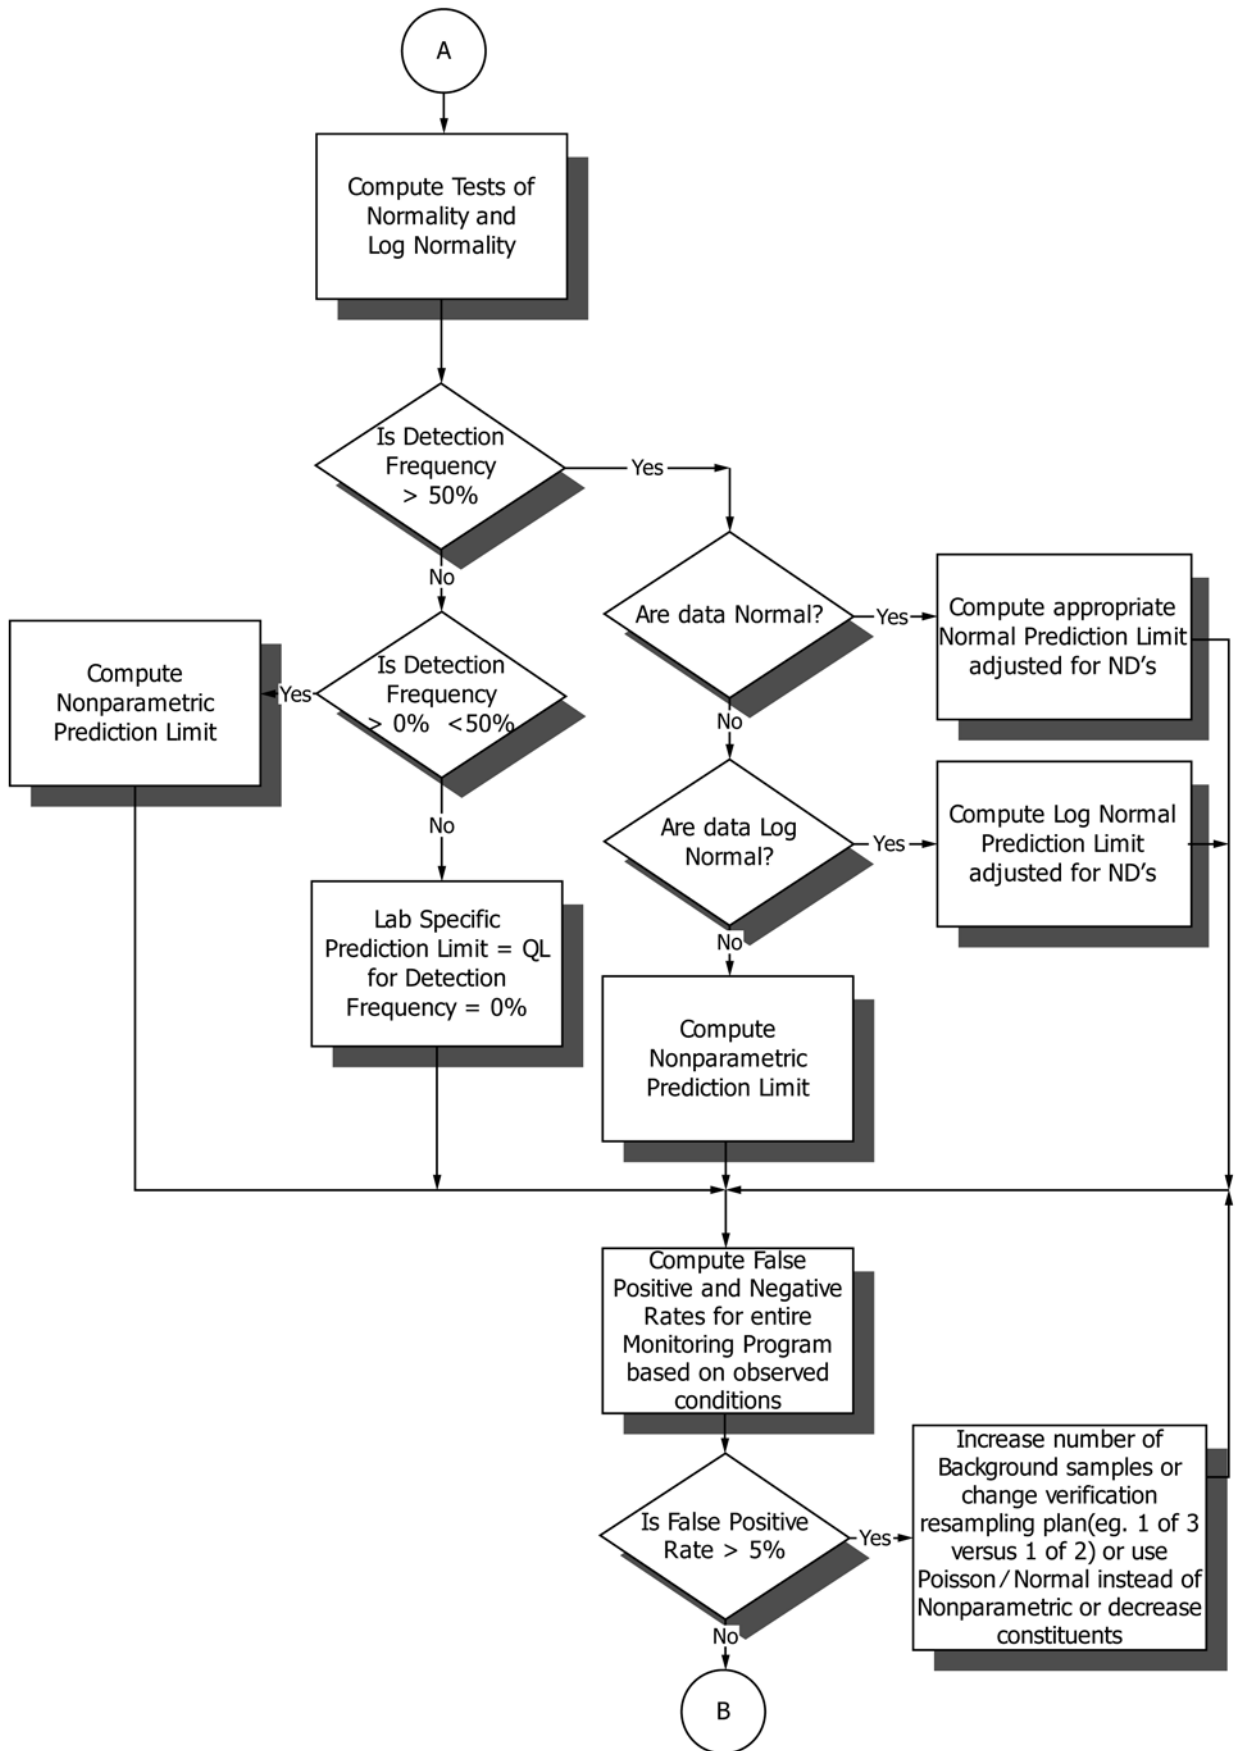 A
Compute Tests of
Normality and
Log Normality
Is Detection
Frequency
> 50%
Yes
No
Are data Normal?
Yes
Compute appropriate
Normal Prediction Limit
adjusted for ND's
Compute
Nonparametric
Prediction Limit
Yes
Is Detection
Frequency
> 0% <50%
No
No
Are data Log
Normal?
Yes
Compute Log Normal
Prediction Limit
adjusted for ND's
Lab Specific
Prediction Limit = QL
for Detection
Frequency = 0%
No
Compute
Nonparametric
Prediction Limit
Compute False
Positive and Negative
Rates for entire
Monitoring Program
based on observed
conditions
Is False Positive
Rate > 5%
Yes
Increase number of
Background samples or
change verification
resampling plan(eg. 1 of 3
versus 1 of 2) or use
Poisson/Normal instead of
Nonparametric or decrease
constituents
No
B